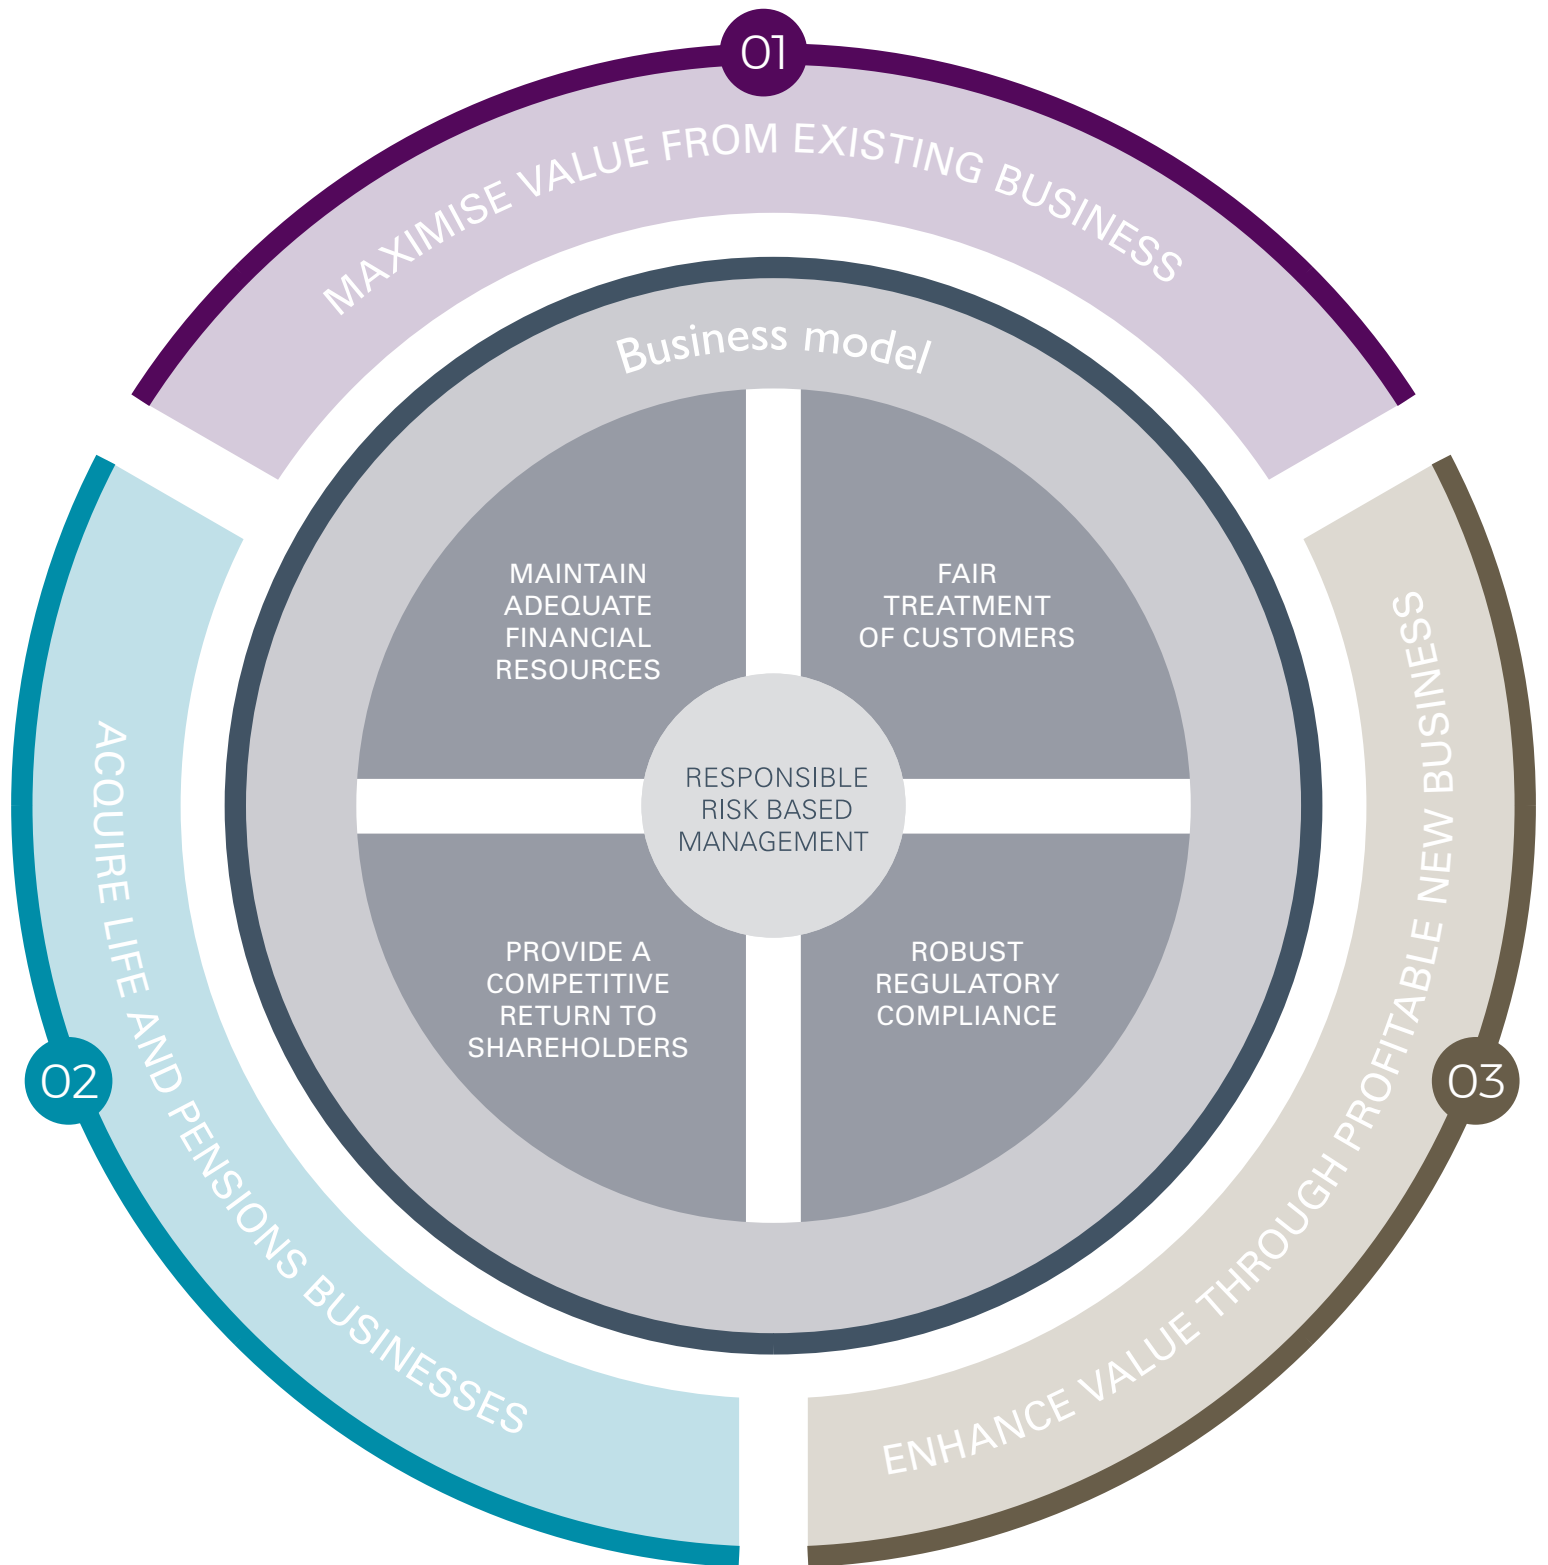 01
MAXIMISE VALUE FROM EXISTING BUSINESS
Business model
MAINTAIN
ADEQUATE
FINANCIAL
RESOURCES
FAIR
TREATMENT
OF CUSTOMERS
RESPONSIBLE
RISK BASED
MANAGEMENT
PROVIDE A
COMPETITIVE
RETURN TO
SHAREHOLDERS
ROBUST
REGULATORY
COMPLIANCE
02
ACQUIRE LIFE AND PENSIONS BUSINESSES
03
ENHANCE VALUE THROUGH PROFITABLE NEW BUSINESS